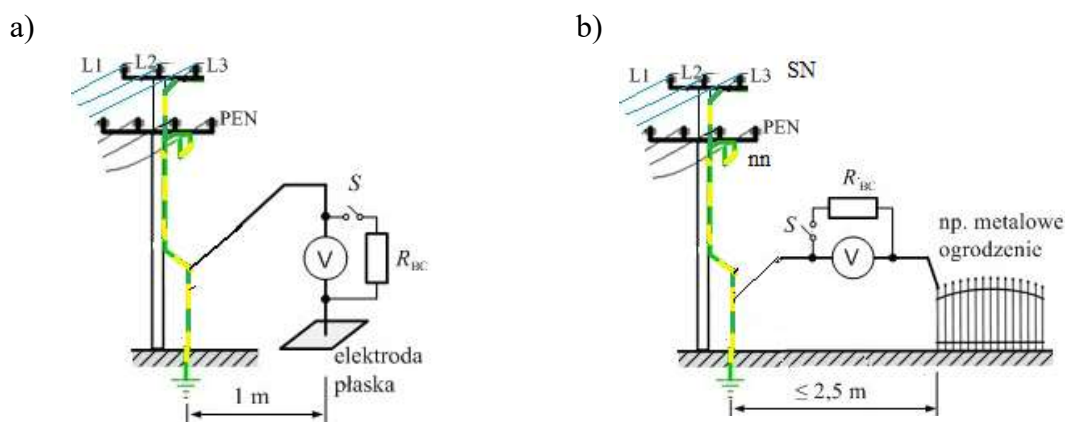 a)
L1
L2
L3
PEN
S
V
R_BC
elektroda
płaska
1 m
b)
L1
L2
L3
SN
PEN
nn
R_BC
S
V
np. metalowe
ogrodzenie
≤ 2,5 m